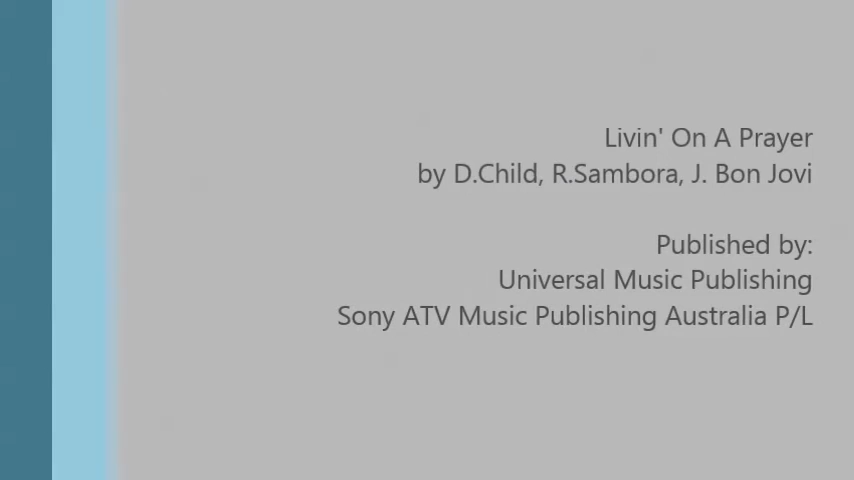 Livin' On A Prayer
by D.Child, R.Sambora, J. Bon Jovi
Published by:
Universal Music Publishing
Sony ATV Music Publishing Australia P/L